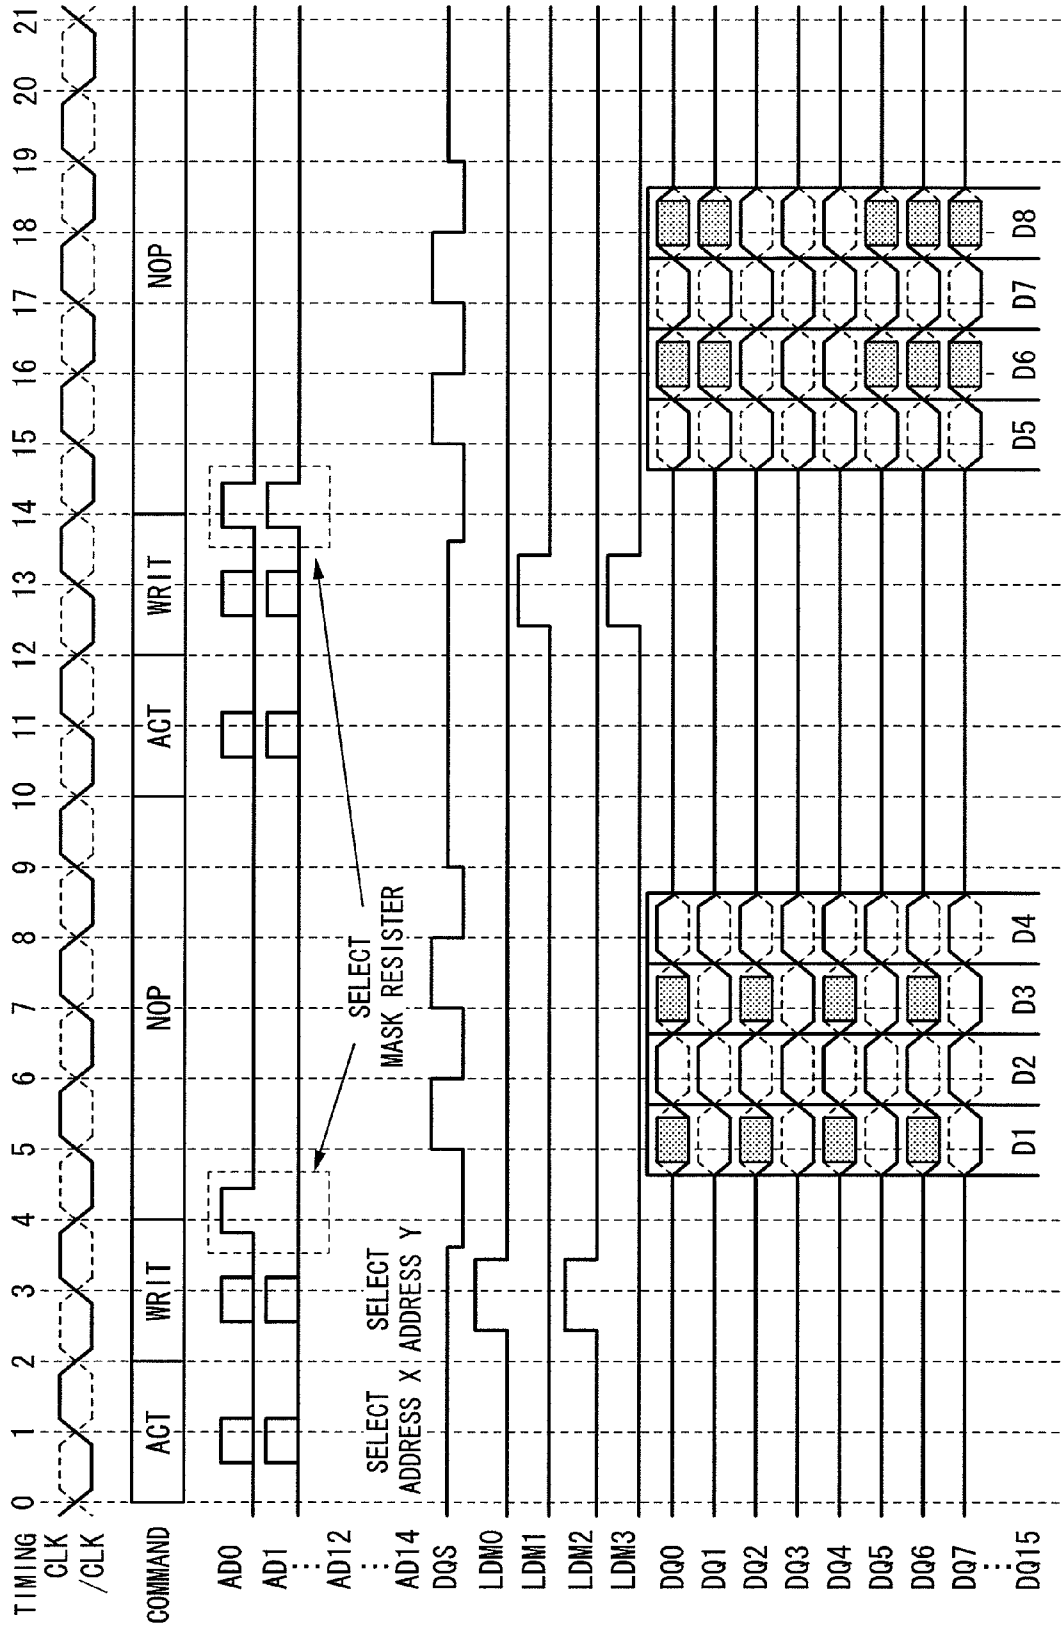 TIMING 0 1 2 3 4 5 6 7 8 9 10 11 12 13 14 15 16 17 18 19 20 21
CLK
/CLK
COMMAND ACT WRIT NOP ACT WRIT NOP
AD0
AD1
AD12
AD14
SELECT
ADDRESS X
SELECT
ADDRESS Y
SELECT
MASK RESISTER
DQS
LDM0
LDM1
LDM2
LDM3
DQ0
DQ1
DQ2
DQ3
DQ4
DQ5
DQ6
DQ7
DQ15 D1 D2 D3 D4 D5 D6 D7 D8